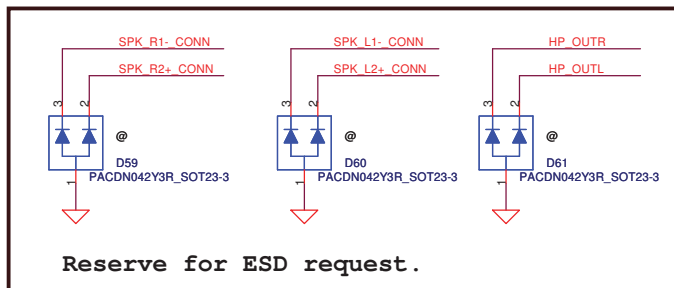 SPK_R1-_CONN
SPK_R2+_CONN
3
2
@
D59
PACDN042Y3R_SOT23-3
1
SPK_L1-_CONN
SPK_L2+_CONN
3
2
@
D60
PACDN042Y3R_SOT23-3
1
HP_OUTR
HP_OUTL
3
2
@
D61
PACDN042Y3R_SOT23-3
1
Reserve for ESD request.